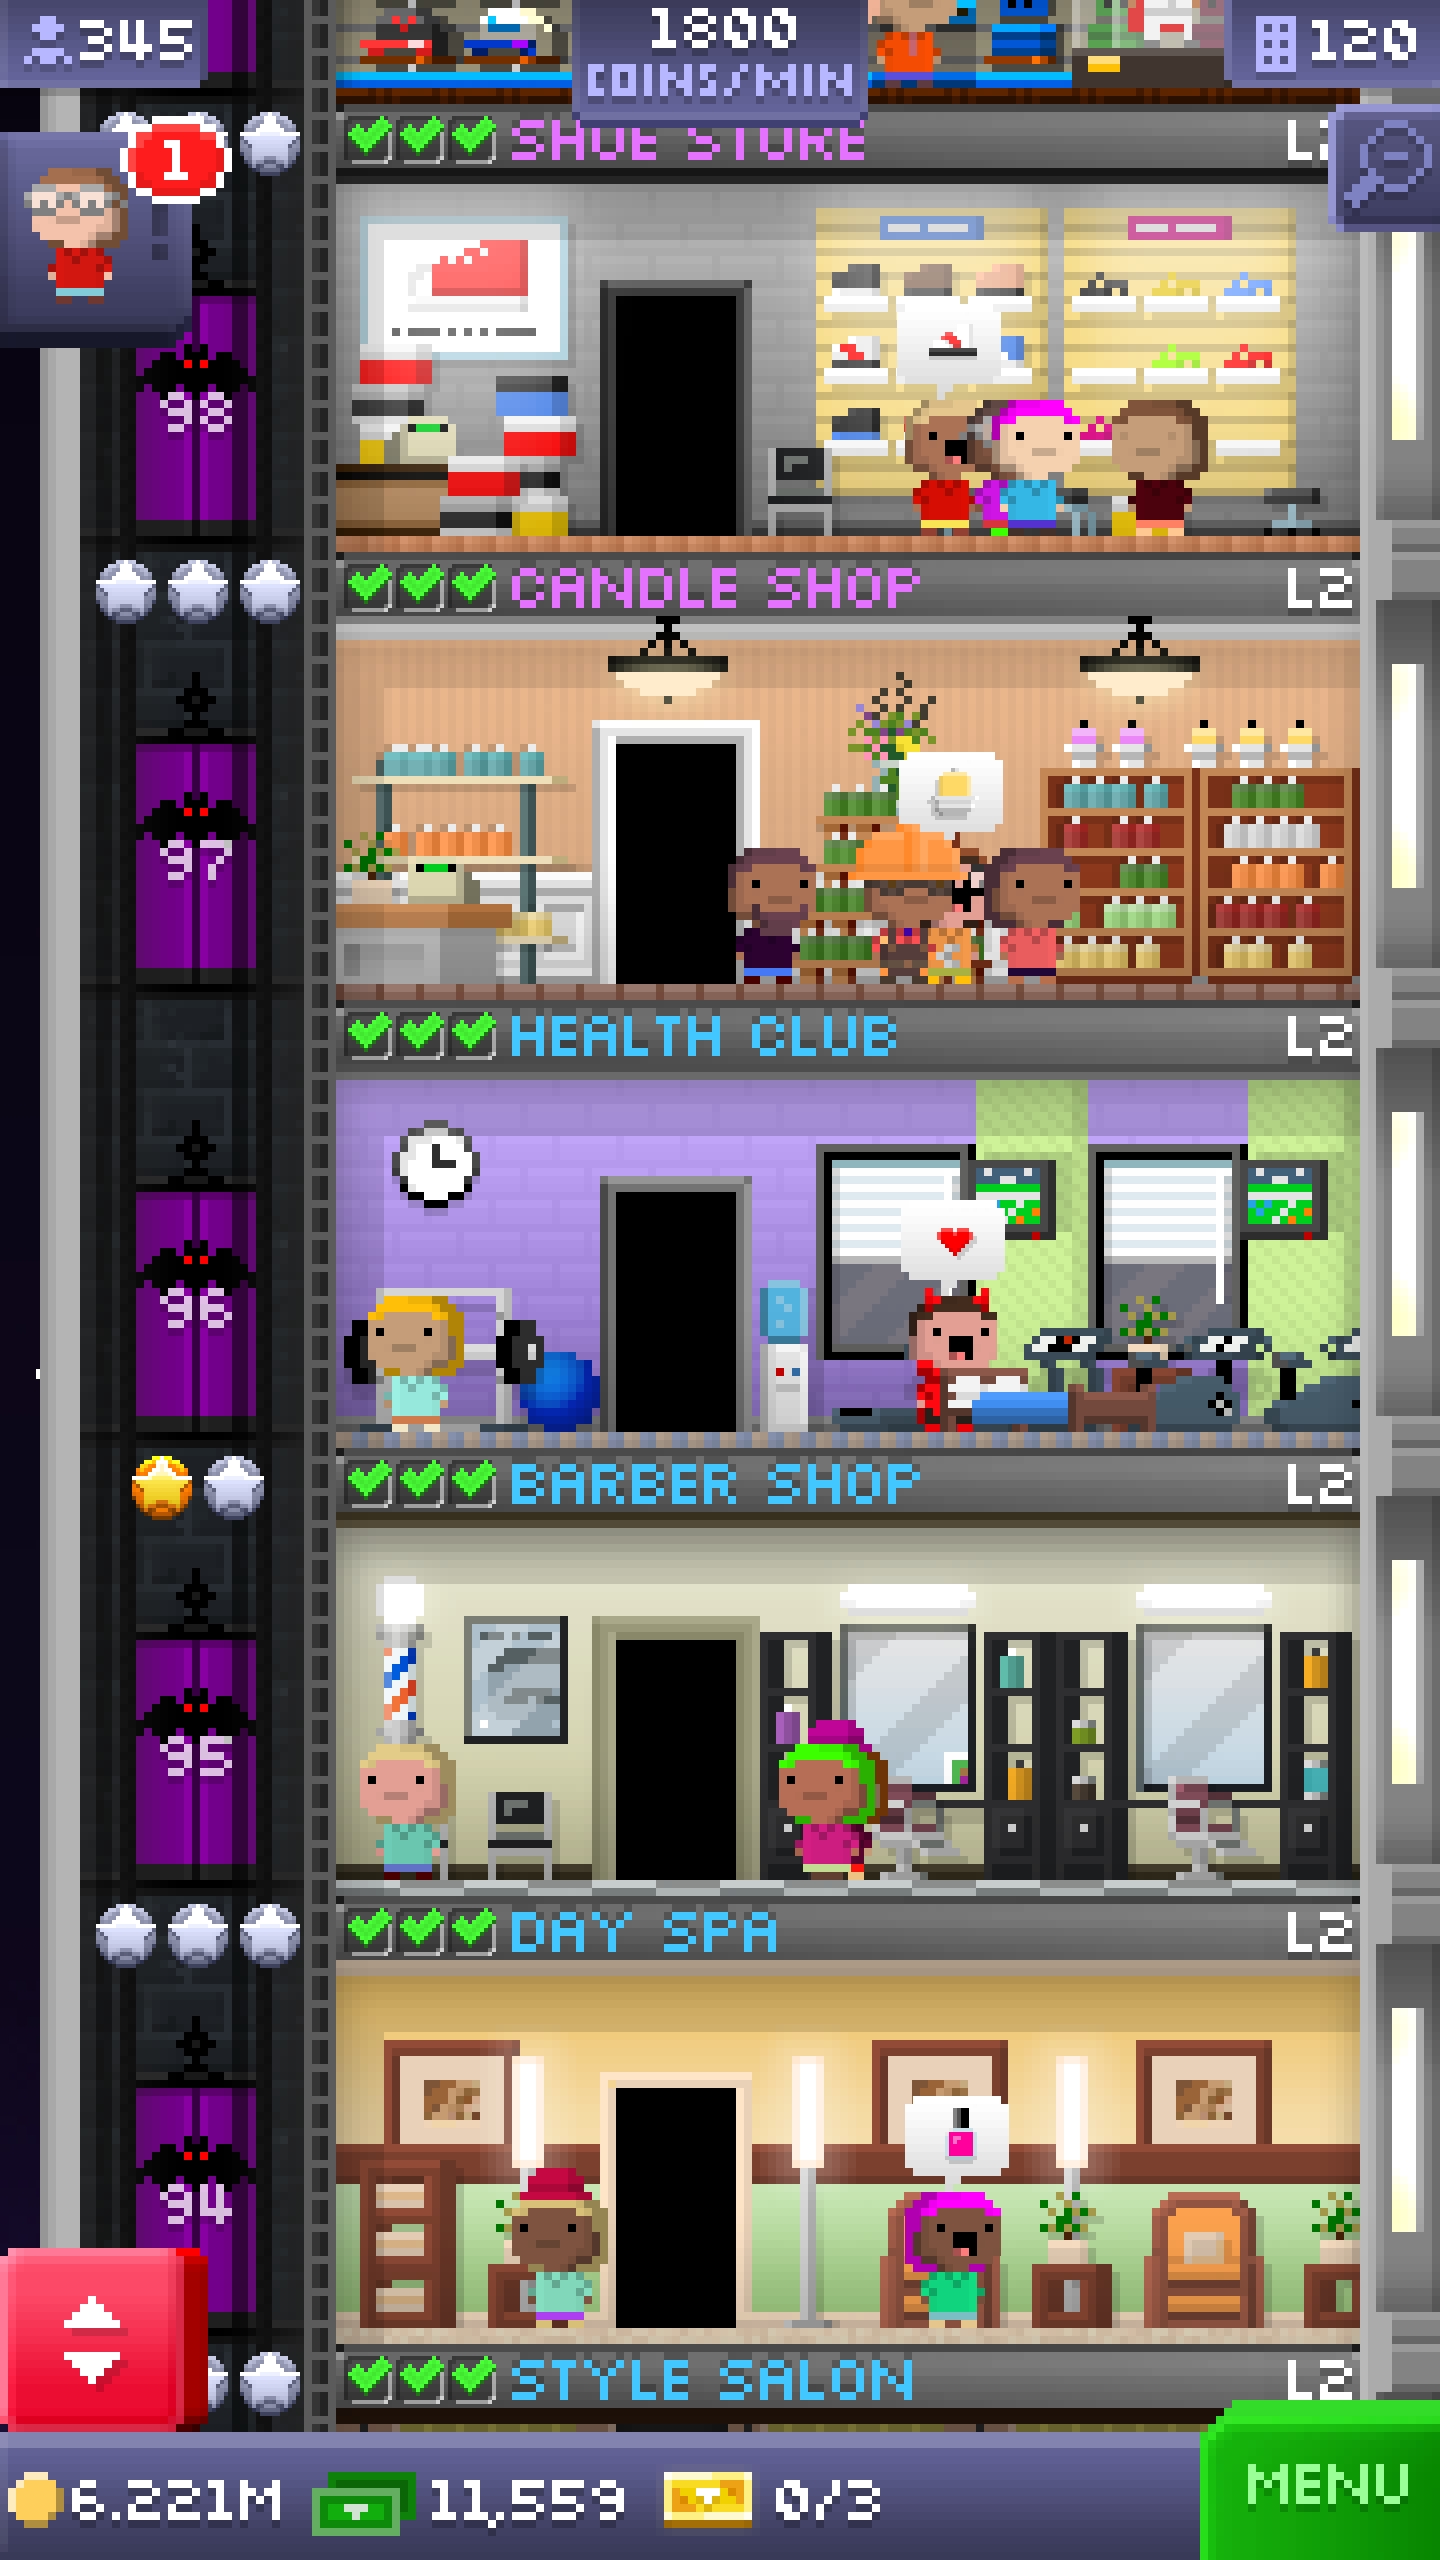 345
1800
COINS/MIN
120
1
SHOE STORE
98
CANDLE SHOP L2
97
HEALTH CLUB L2
96
BARBER SHOP L2
95
DAY SPA L2
94
STYLE SALON L2
6.221M 11,559 0/3
MENU